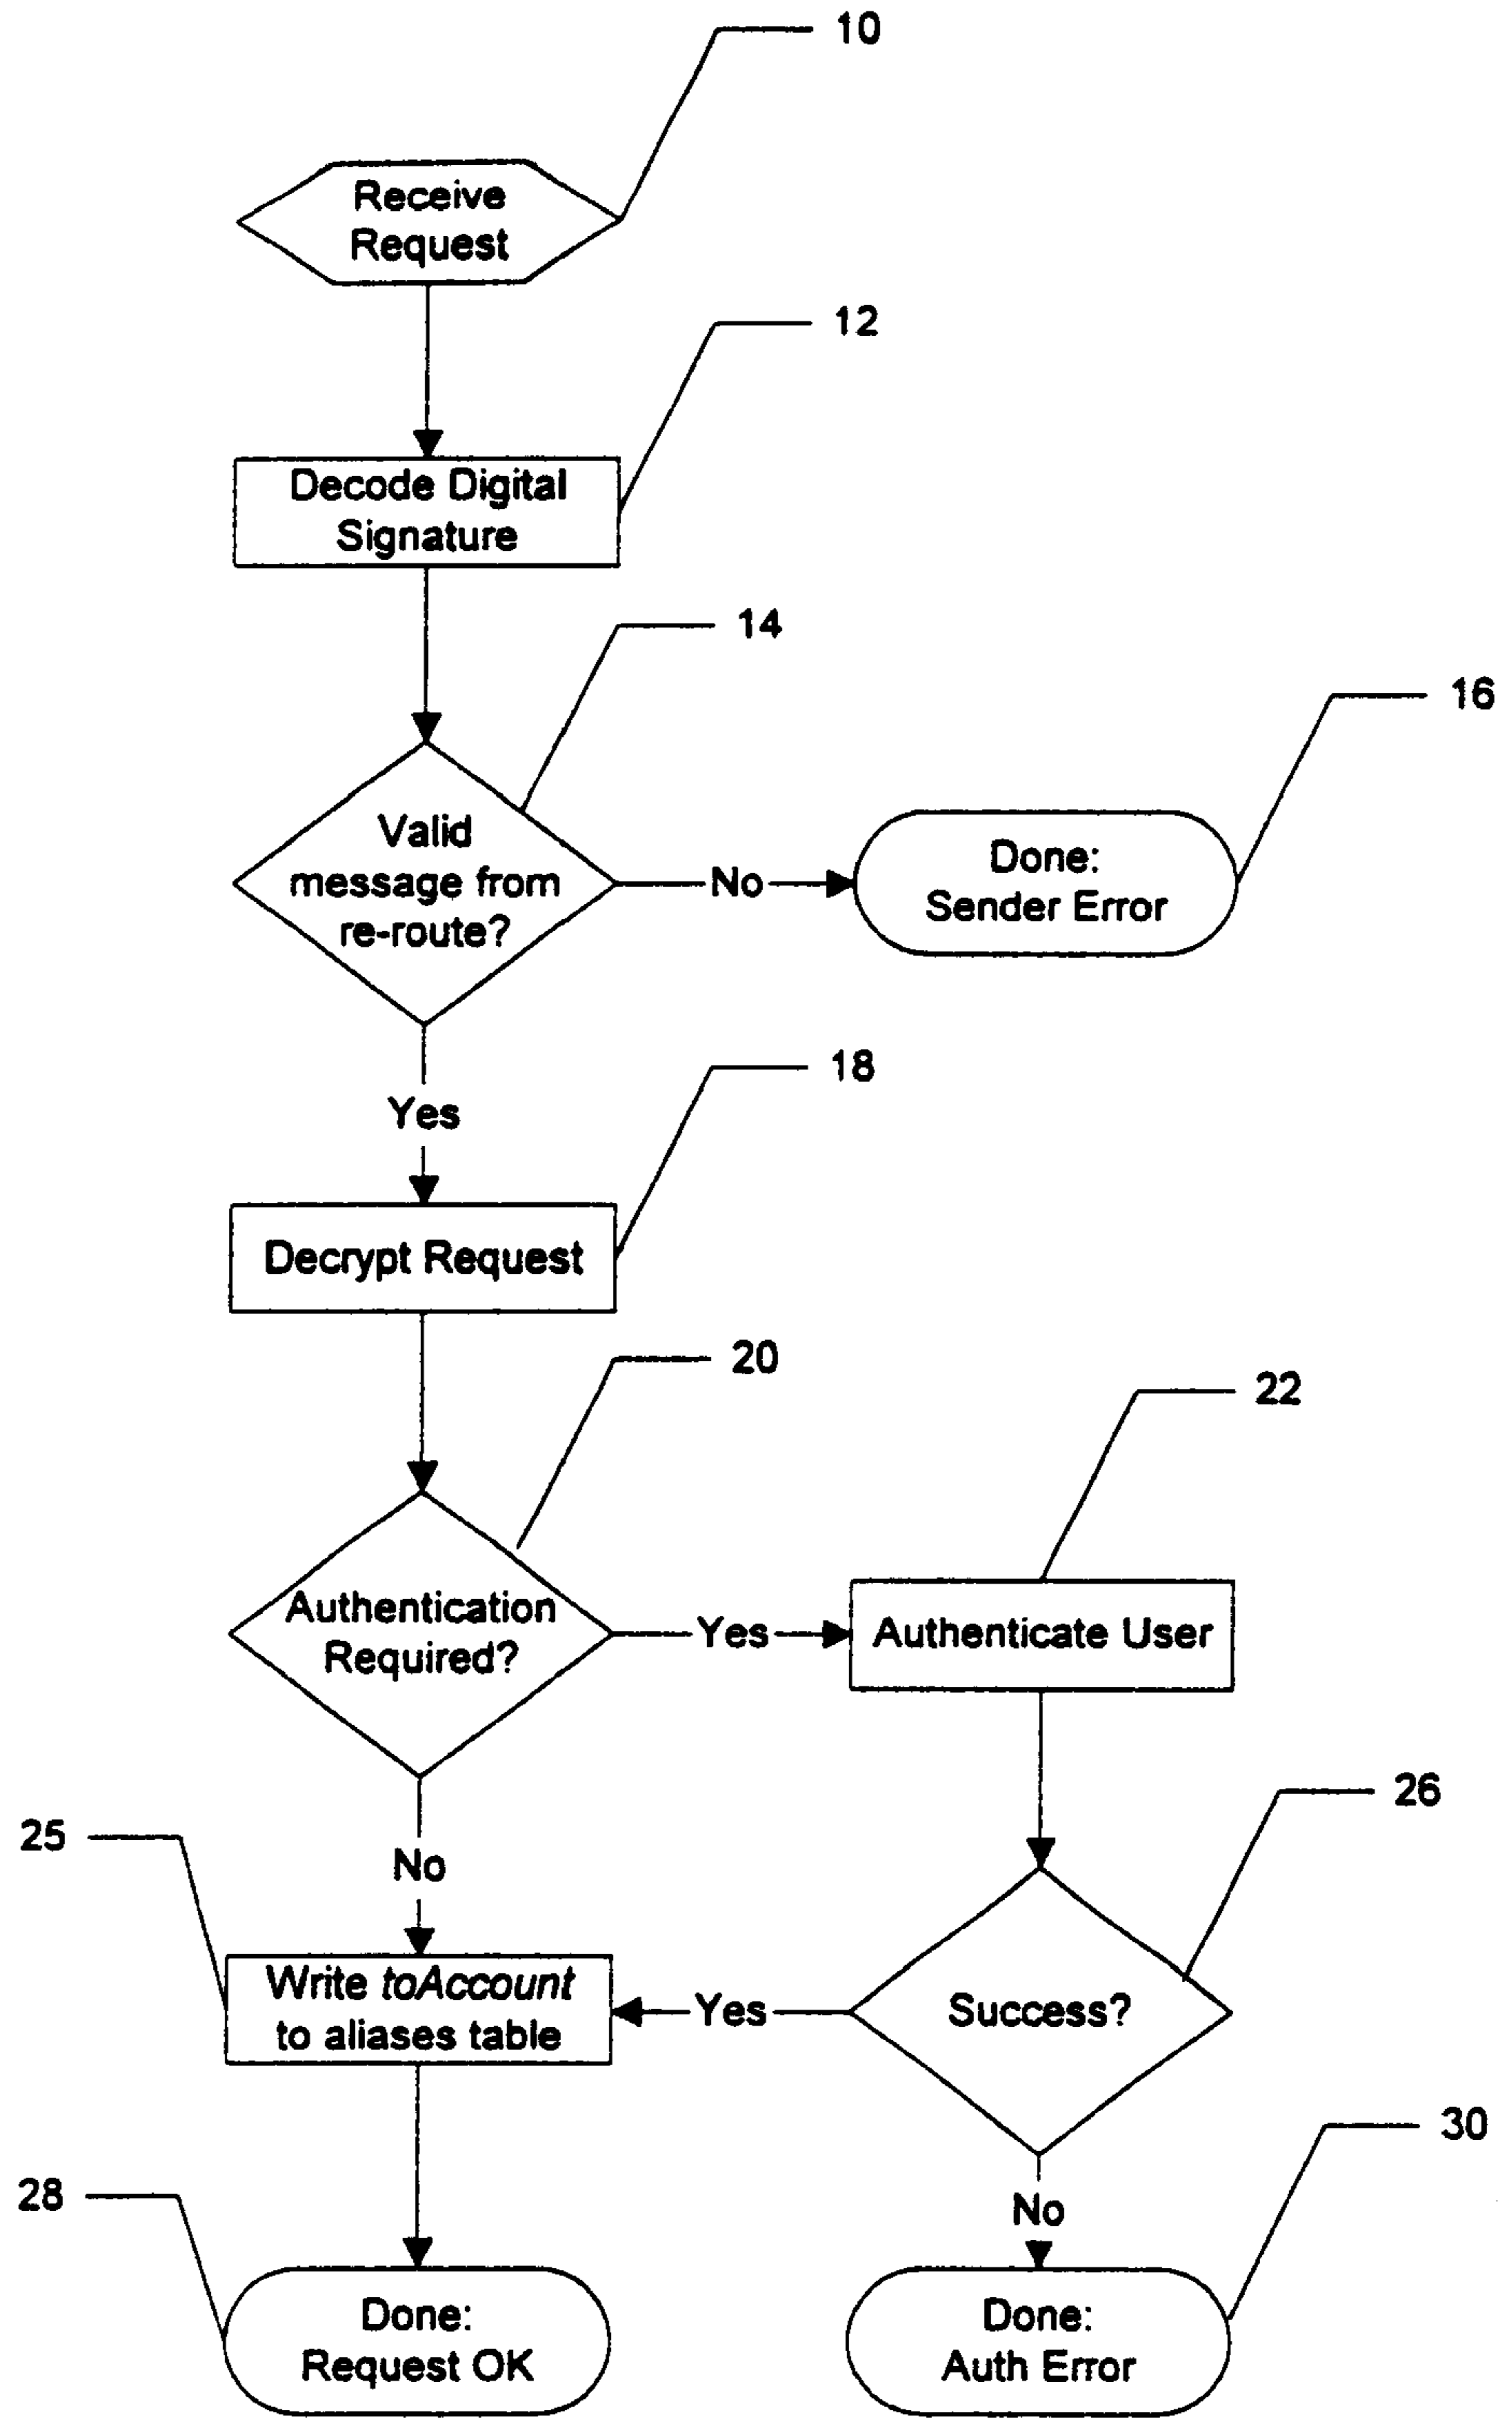 10
Receive
Request
12
Decode Digital
Signature
14
16
Valid
message from
re-route?
No
Done:
Sender Error
Yes
18
Decrypt Request
20
22
Authentication
Required?
Yes
Authenticate User
26
25
No
Write toAccount
to aliases table
Yes
Success?
30
28
No
Done:
Request OK
Done:
Auth Error